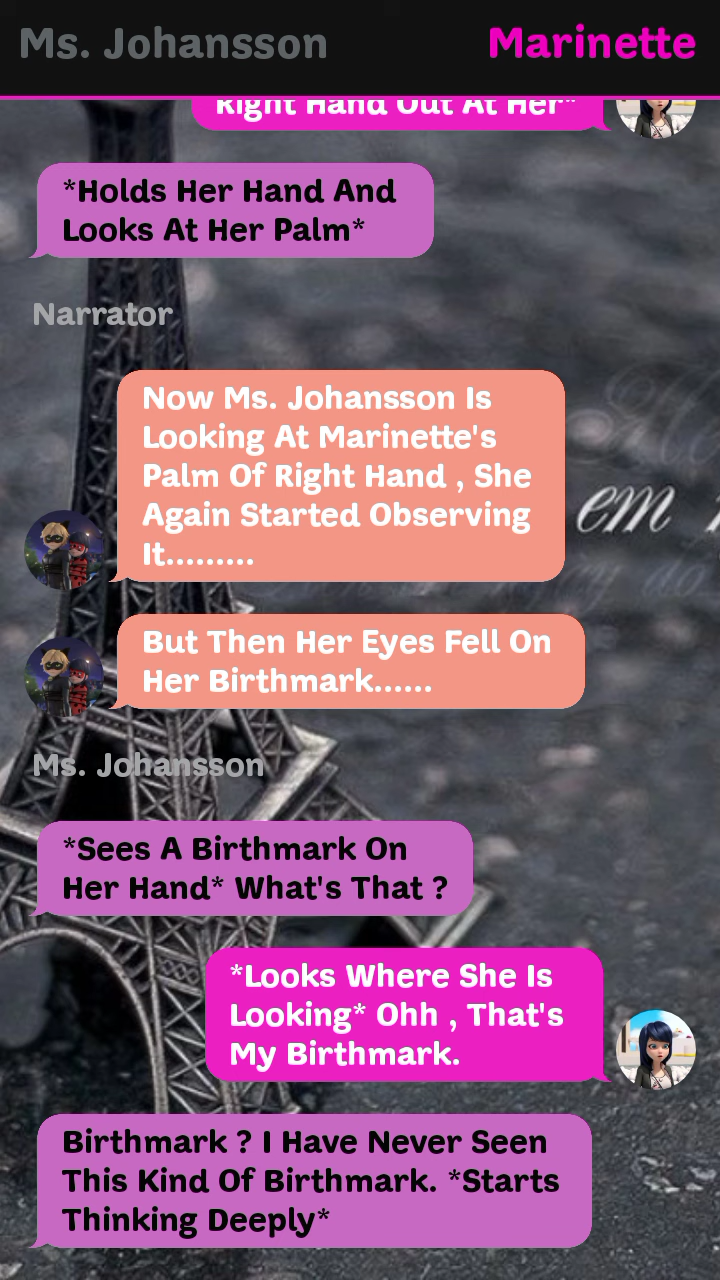 Ms. Johansson
Marinette
Right Hand Out At Her*
*Holds Her Hand And
Looks At Her Palm*
Narrator
Now Ms. Johansson Is
Looking At Marinette's
Palm Of Right Hand , She
Again Started Observing
It.........
But Then Her Eyes Fell On
Her Birthmark......
Ms. Johansson
*Sees A Birthmark On
Her Hand* What's That ?
*Looks Where She Is
Looking* Ohh , That's
My Birthmark.
Birthmark ? I Have Never Seen
This Kind Of Birthmark. *Starts
Thinking Deeply*
em